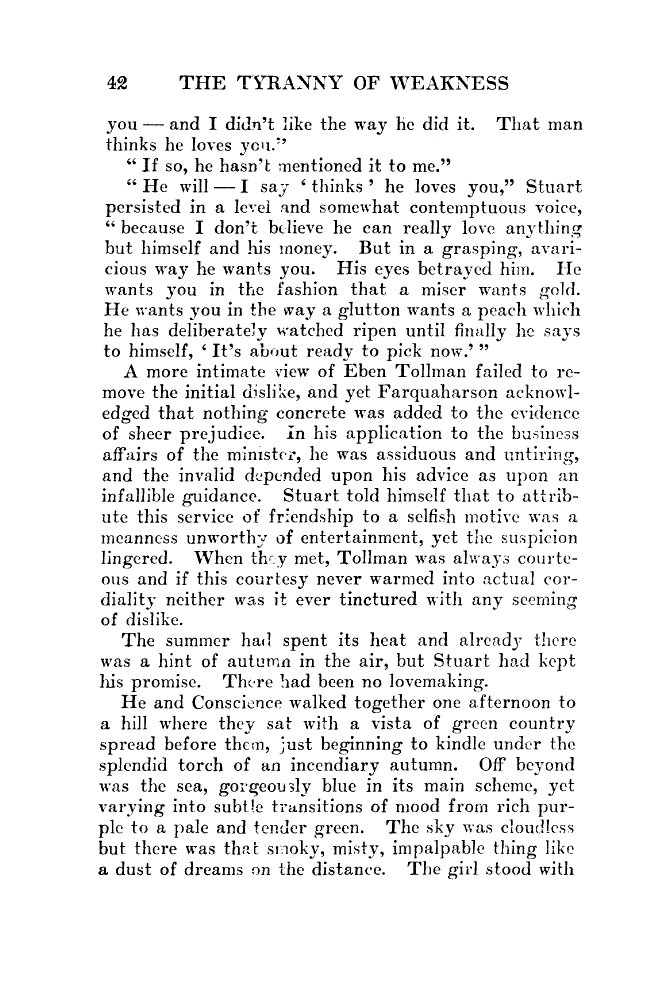 42 THE TYRANNY OF WEAKNESS
you — and I didn't like the way he did it. That man
thinks he loves you."
"If so, he hasn't mentioned it to me."
"He will — I say 'thinks' he loves you," Stuart
persisted in a level and somewhat contemptuous voice,
"because I don't believe he can really love anything
but himself and his money. But in a grasping, avari-
cious way he wants you. His eyes betrayed him. He
wants you in the fashion that a miser wants gold.
He wants you in the way a glutton wants a peach which
he has deliberately watched ripen until finally he says
to himself, 'It's about ready to pick now.'"
A more intimate view of Eben Tollman failed to re-
move the initial dislike, and yet Farquaharson acknowl-
edged that nothing concrete was added to the evidence
of sheer prejudice. In his application to the business
affairs of the minister, he was assiduous and untiring,
and the invalid depended upon his advice as upon an
infallible guidance. Stuart told himself that to attrib-
ute this service of friendship to a selfish motive was a
meanness unworthy of entertainment, yet the suspicion
lingered. When they met, Tollman was always courte-
ous and if this courtesy never warmed into actual cor-
diality neither was it ever tinctured with any seeming
of dislike.
The summer had spent its heat and already there
was a hint of autumn in the air, but Stuart had kept
his promise. There had been no lovemaking.
He and Conscience walked together one afternoon to
a hill where they sat with a vista of green country
spread before them, just beginning to kindle under the
splendid torch of an incendiary autumn. Off beyond
was the sea, gorgeously blue in its main scheme, yet
varying into subtle transitions of mood from rich pur-
ple to a pale and tender green. The sky was cloudless
but there was that smoky, misty, impalpable thing like
a dust of dreams on the distance. The girl stood with